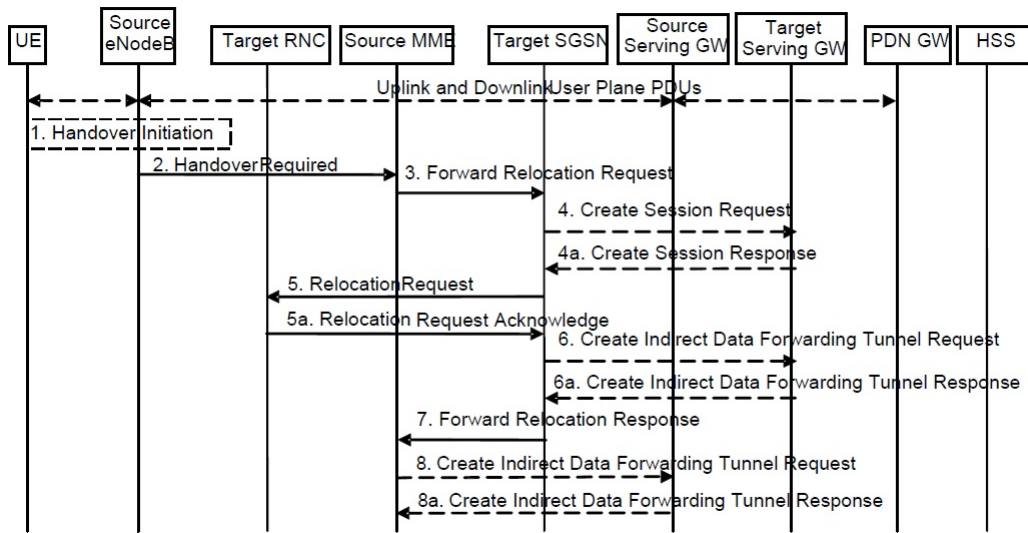 UE
Source
eNodeB
Target RNC
Source MME
Target SGSN
Source
Serving GW
Target
Serving GW
PDN GW
HSS
Uplink and Downlink User Plane PDUs
1. Handover Initiation
2. Handover Required
3. Forward Relocation Request
4. Create Session Request
4a. Create Session Response
5. Relocation Request
5a. Relocation Request Acknowledge
6. Create Indirect Data Forwarding Tunnel Request
6a. Create Indirect Data Forwarding Tunnel Response
7. Forward Relocation Response
8. Create Indirect Data Forwarding Tunnel Request
8a. Create Indirect Data Forwarding Tunnel Response